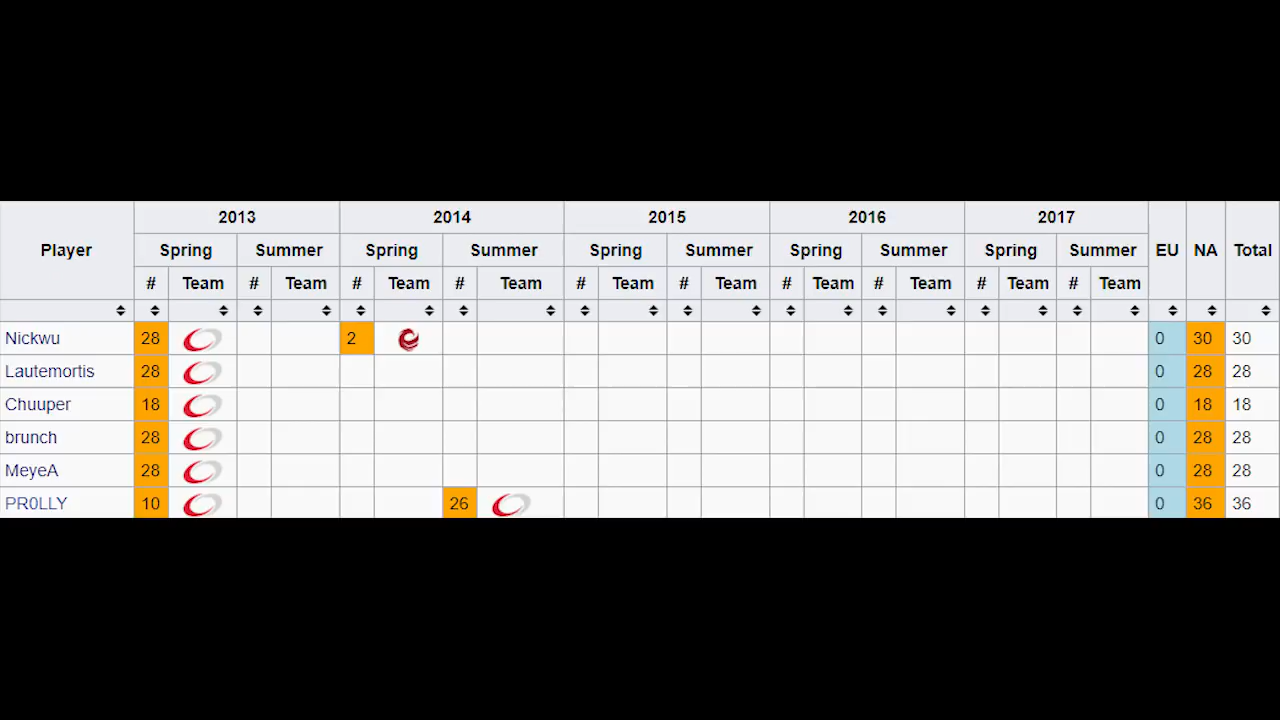 2013 2014 2015 2016 2017
Player EU NA Total
Spring Summer Spring Summer Spring Summer Spring Summer Spring Summer
# Team # Team # Team # Team # Team # Team # Team # Team # Team # Team
Nickwu 28 2 0 30 30
Lautemortis 28 0 28 28
Chuuper 18 0 18 18
brunch 28 0 28 28
MeyeA 28 0 28 28
PR0LLY 10 26 0 36 36